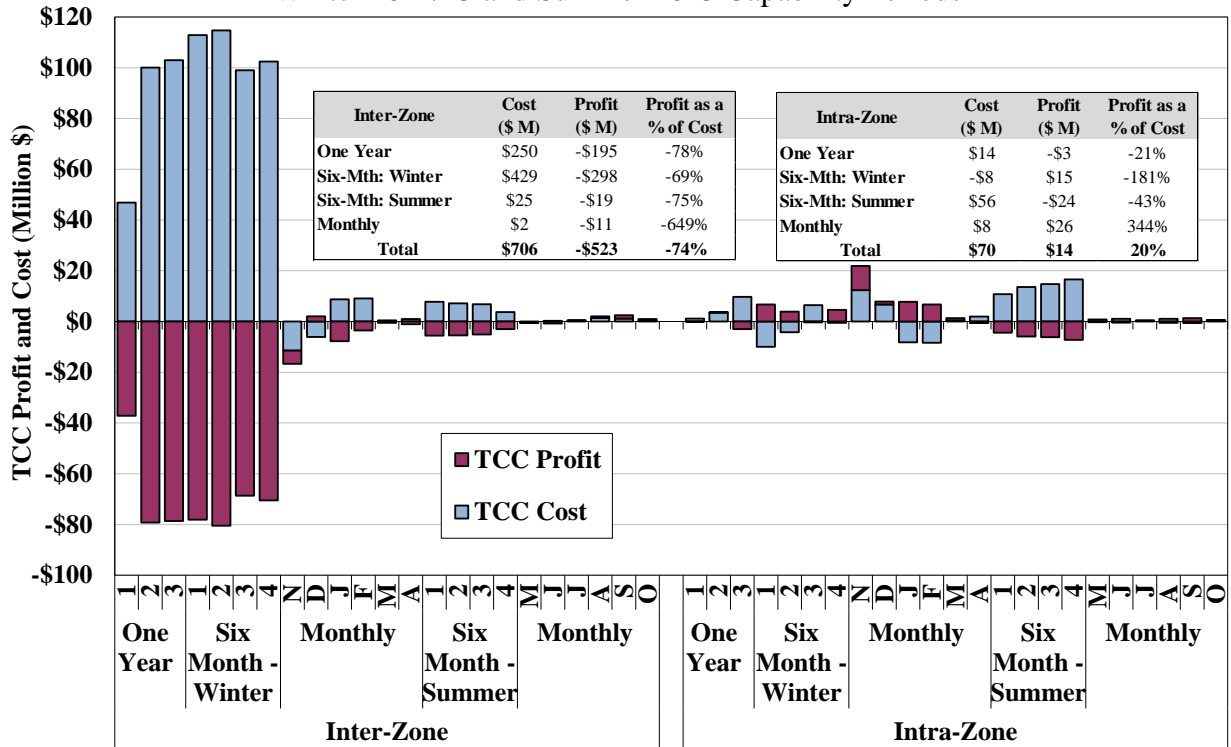 Winter and Summer Capability Periods
TCC Profit and Cost (Million $)
$120
$100
$80
$60
$40
$20
$0
-$20
-$40
-$60
-$80
-$100
Inter-Zone Cost ($ M) Profit ($ M) Profit as a % of Cost
One Year $250 -$195 -78%
Six-Mth: Winter $429 -$298 -69%
Six-Mth: Summer $25 -$19 -75%
Monthly $2 -$11 -649%
Total $706 -$523 -74%
Intra-Zone Cost ($ M) Profit ($ M) Profit as a % of Cost
One Year $14 -$3 -21%
Six-Mth: Winter -$8 $15 -181%
Six-Mth: Summer $56 -$24 -43%
Monthly $8 $26 344%
Total $70 $14 20%
TCC Profit
TCC Cost
1 2 3 1 2 3 4 N D J F M A 1 2 3 4 M J J A S O 1 2 3 1 2 3 4 N D J F M A 1 2 3 4 M J J A S O
One Year
Six Month - Winter
Monthly
Six Month - Summer
Monthly
One Year
Six Month - Winter
Monthly
Six Month - Summer
Monthly
Inter-Zone
Intra-Zone